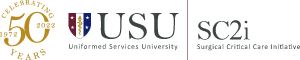 CELEBRATING
50
1972 2022
YEARS
USU
Uniformed Services University
SC2i
Surgical Critical Care Initiative